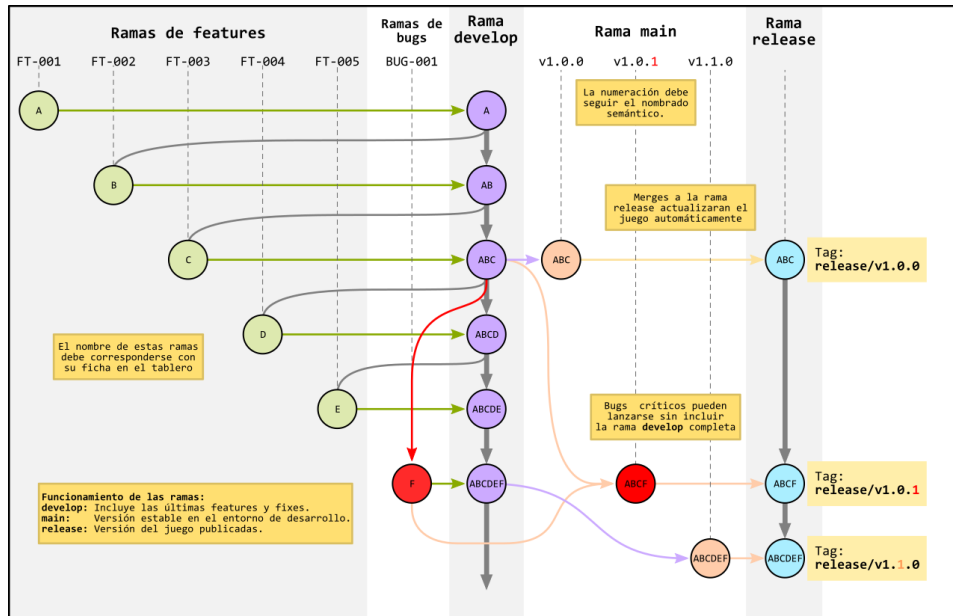 Ramas de features
Ramas de
bugs
Rama
develop
Rama main
Rama
release
FT-001
FT-002
FT-003
FT-004
FT-005
BUG-001
v1.0.0
v1.0.1
v1.1.0
La numeración debe
seguir el nombrado
semántico.
A
A
B
AB
Merges a la rama
release actualizaran el
juego automáticamente
C
ABC
ABC
ABC
Tag:
release/v1.0.0
D
ABCD
El nombre de estas ramas
debe corresponderse con
su ficha en el tablero
E
ABCDE
Bugs críticos pueden
lanzarse sin incluir
la rama develop completa
F
ABCDEF
ABCF
ABCF
Tag:
release/v1.0.1
Funcionamiento de las ramas:
develop: Incluye las últimas features y fixes.
main: Versión estable en el entorno de desarrollo.
release: Versión del juego publicadas.
ABCDEF
ABCDEF
Tag:
release/v1.1.0